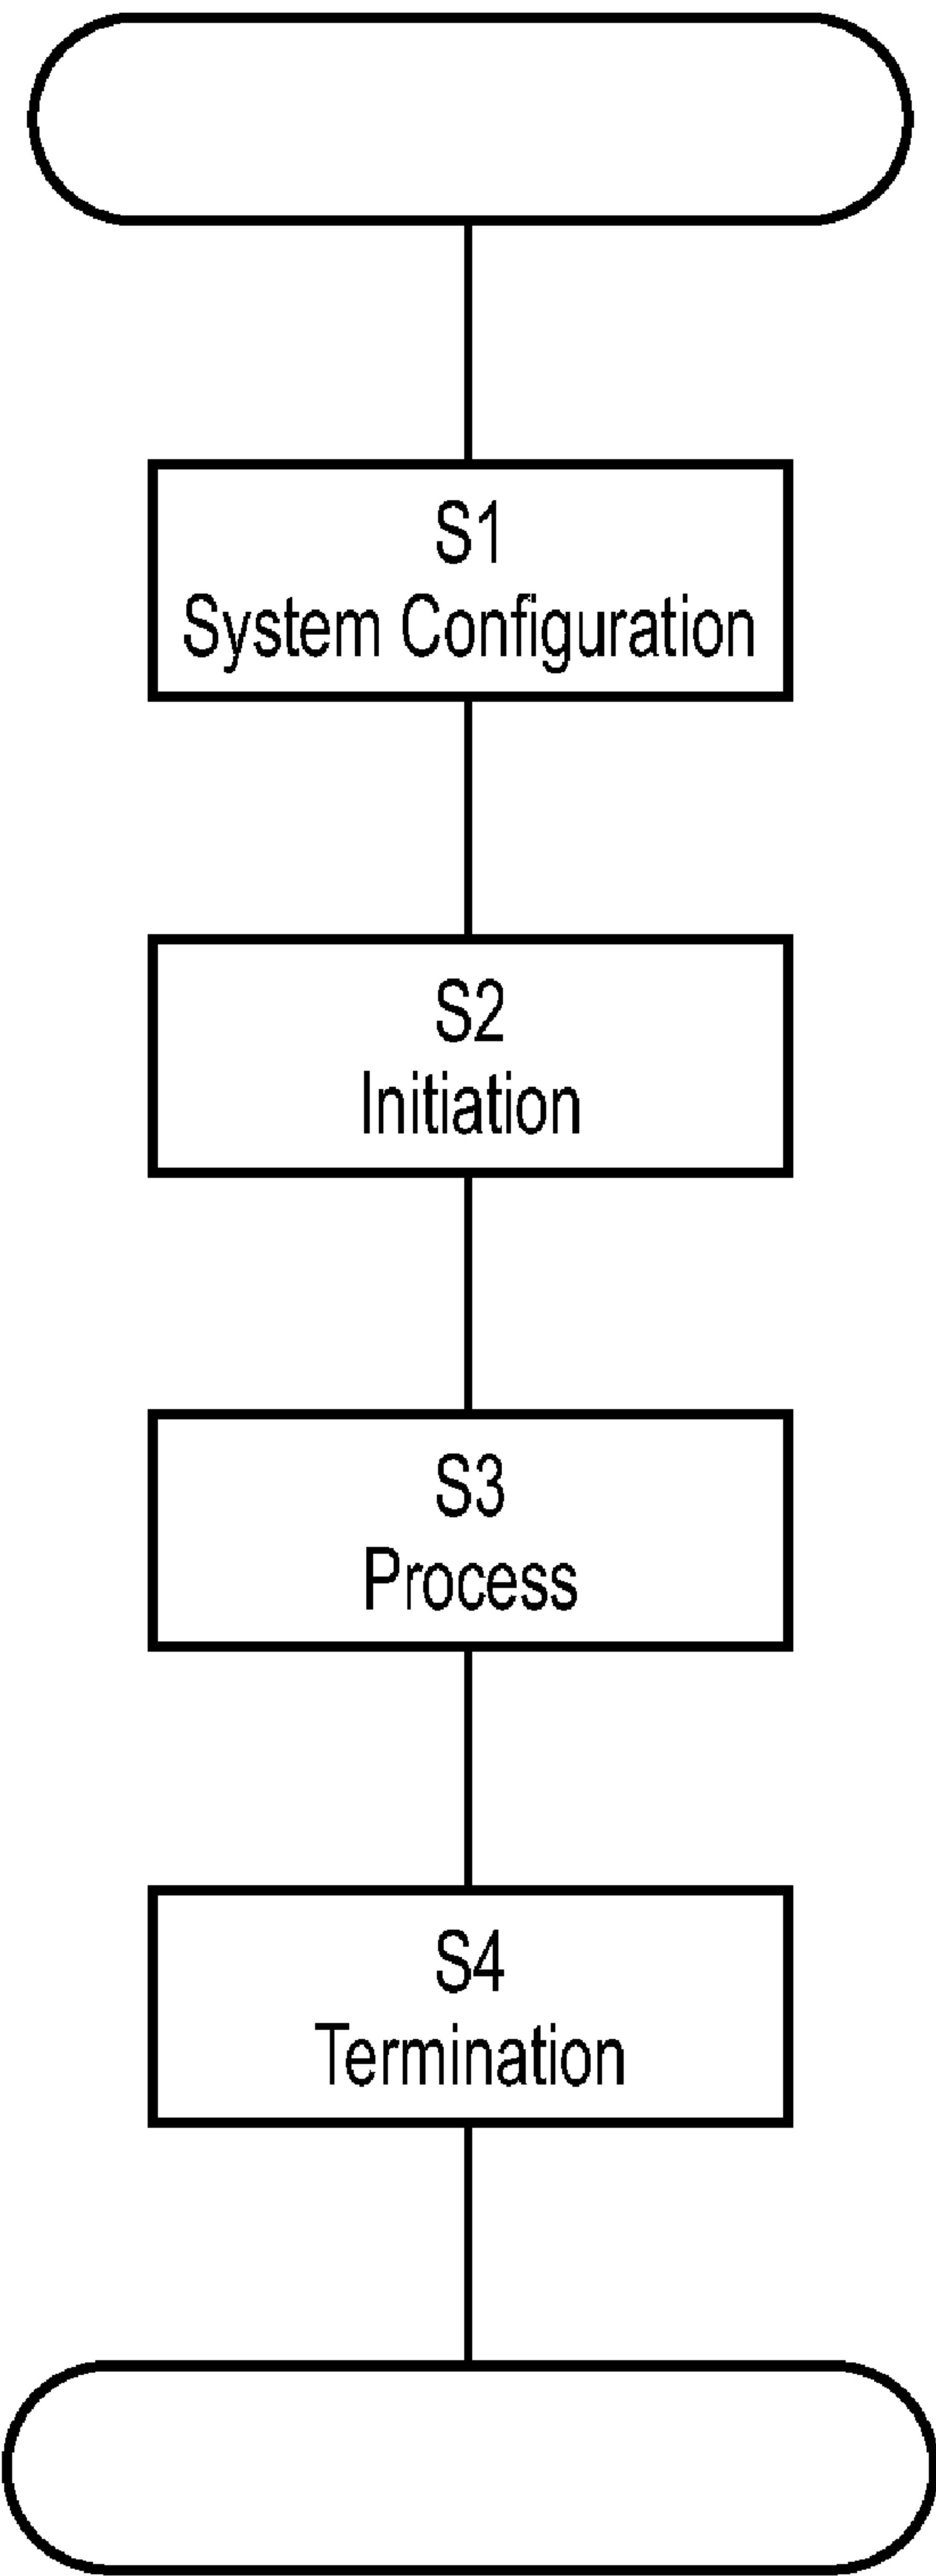 S1
System Configuration
S2
Initiation
S3
Process
S4
Termination